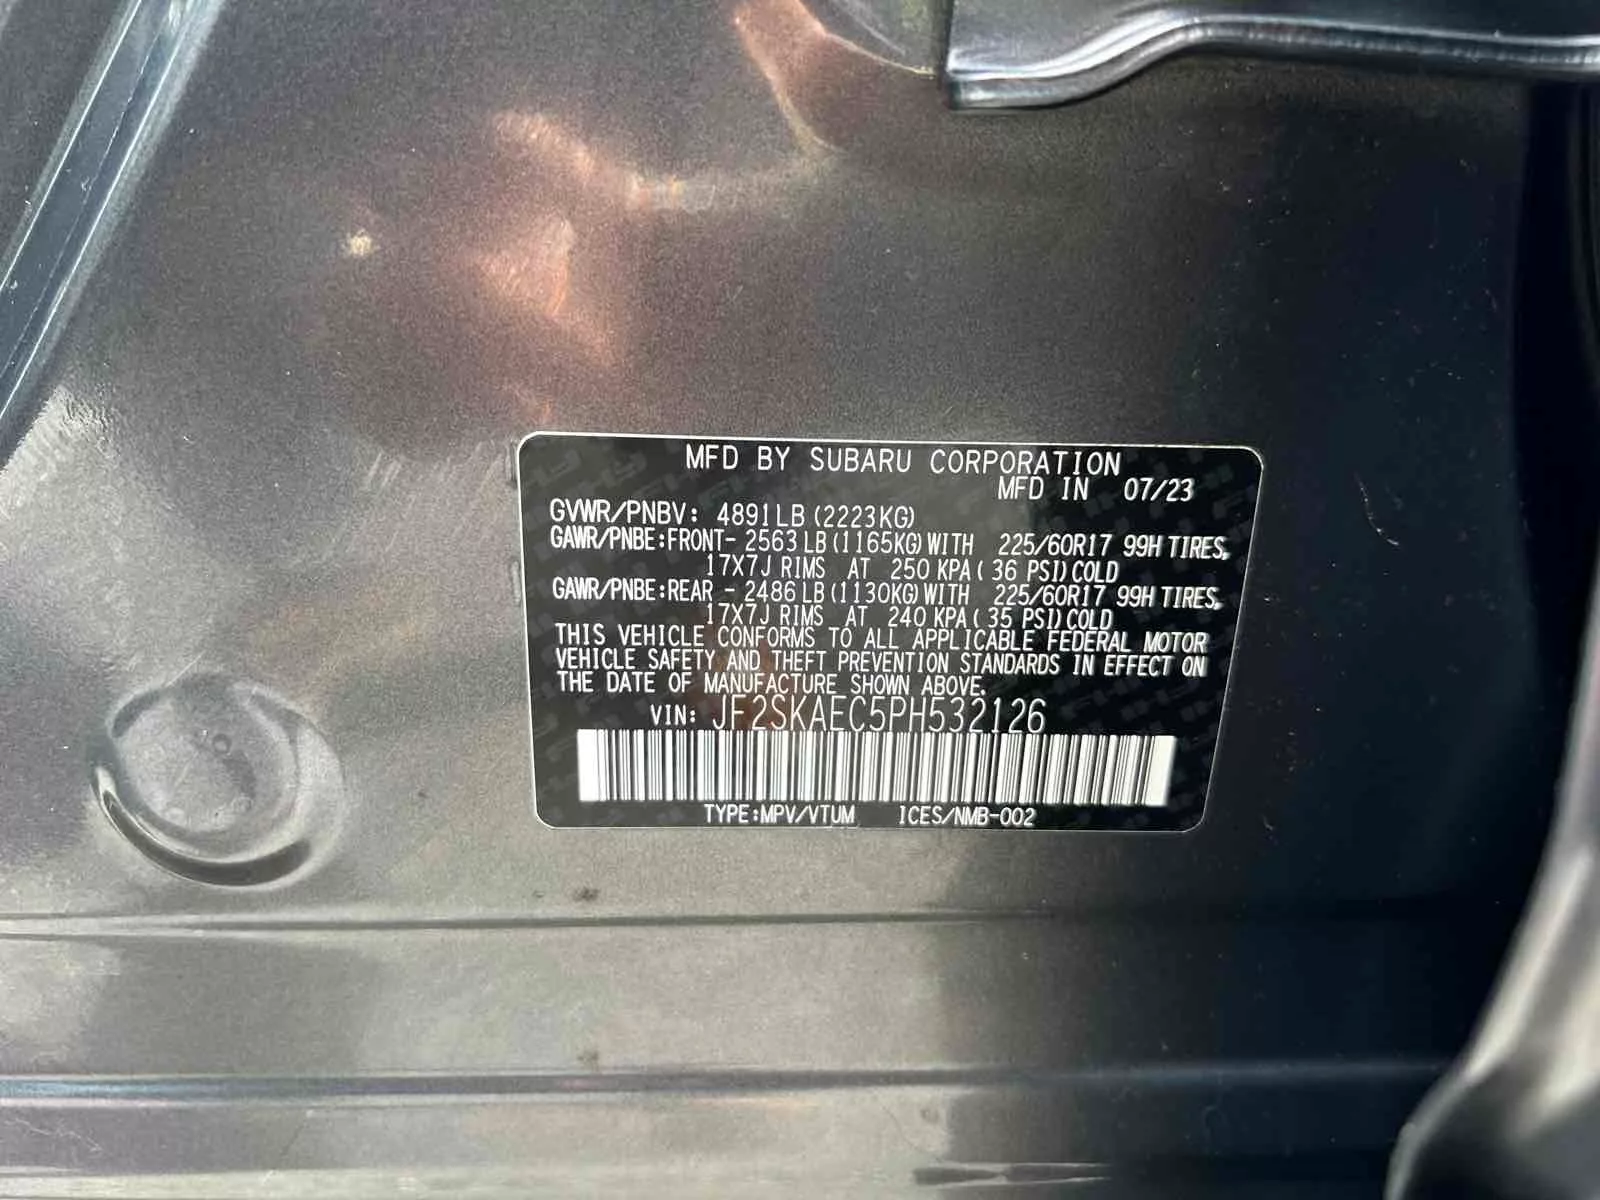 MFD BY SUBARU CORPORATION
MFD IN 07/23
GVWR/PNBV: 4891LB (2223KG)
GAWR/PNBE:FRONT- 2563 LB (1165KG) WITH 225/60R17 99H TIRES,
17X7J RIMS AT 250 KPA ( 36 PSI) COLD
GAWR/PNBE:REAR - 2486 LB (1130KG) WITH 225/60R17 99H TIRES,
17X7J RIMS AT 240 KPA ( 35 PSI) COLD
THIS VEHICLE CONFORMS TO ALL APPLICABLE FEDERAL MOTOR
VEHICLE SAFETY AND THEFT PREVENTION STANDARDS IN EFFECT ON
THE DATE OF MANUFACTURE SHOWN ABOVE.
VIN: JF2SKAEC5PH532126
TYPE:MPV/VTUM ICES/NMB-002